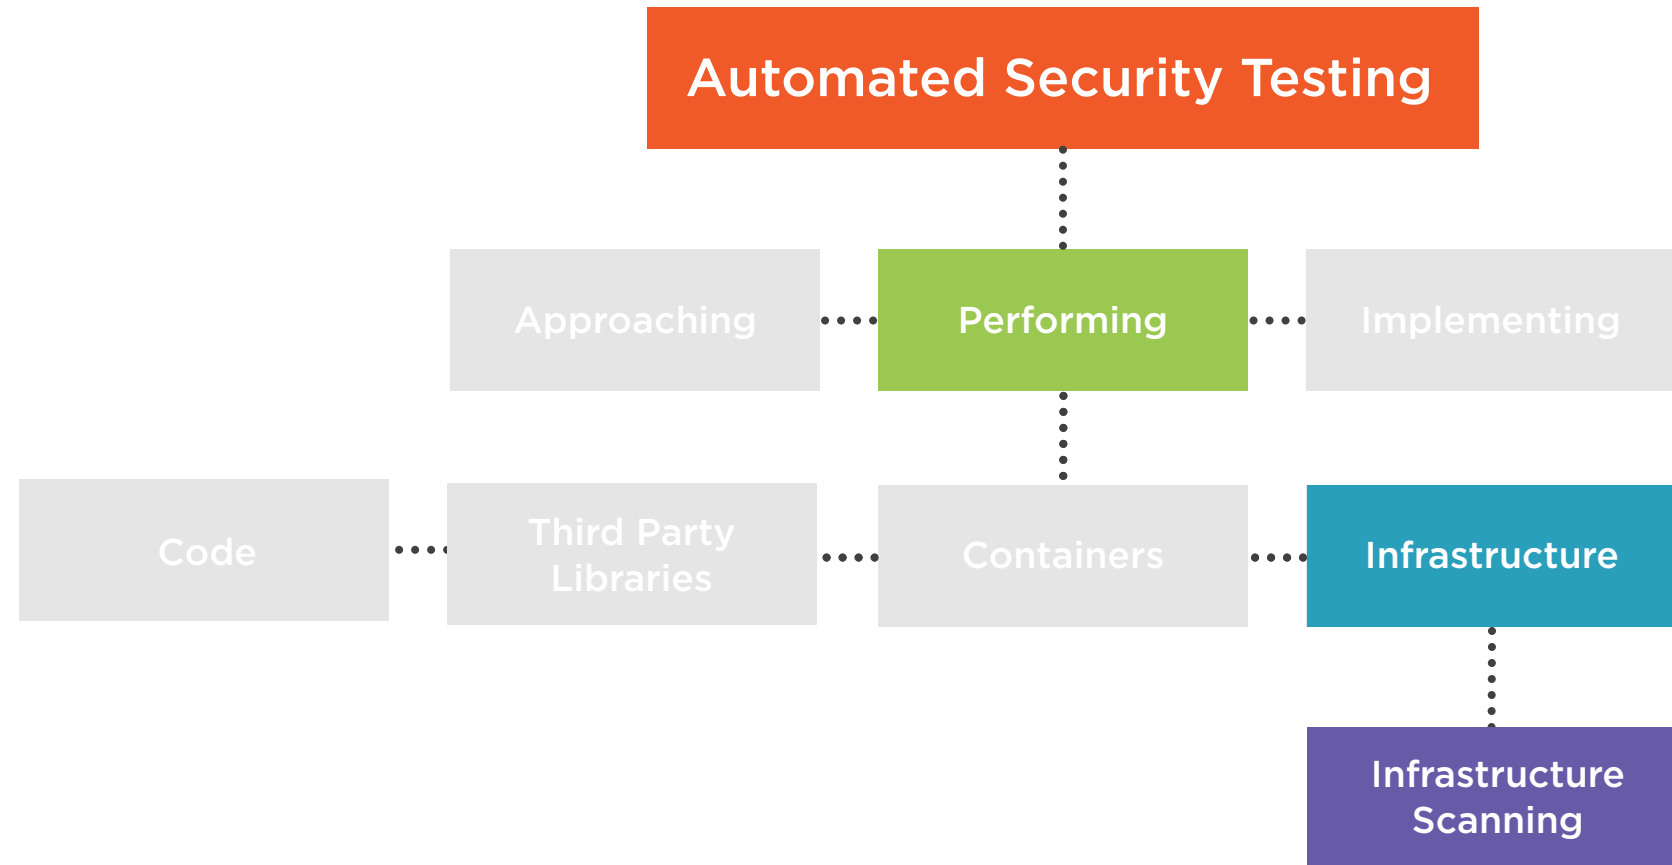 Automated Security Testing
Approaching
Performing
Implementing
Code
Third Party
Libraries
Containers
Infrastructure
Infrastructure
Scanning